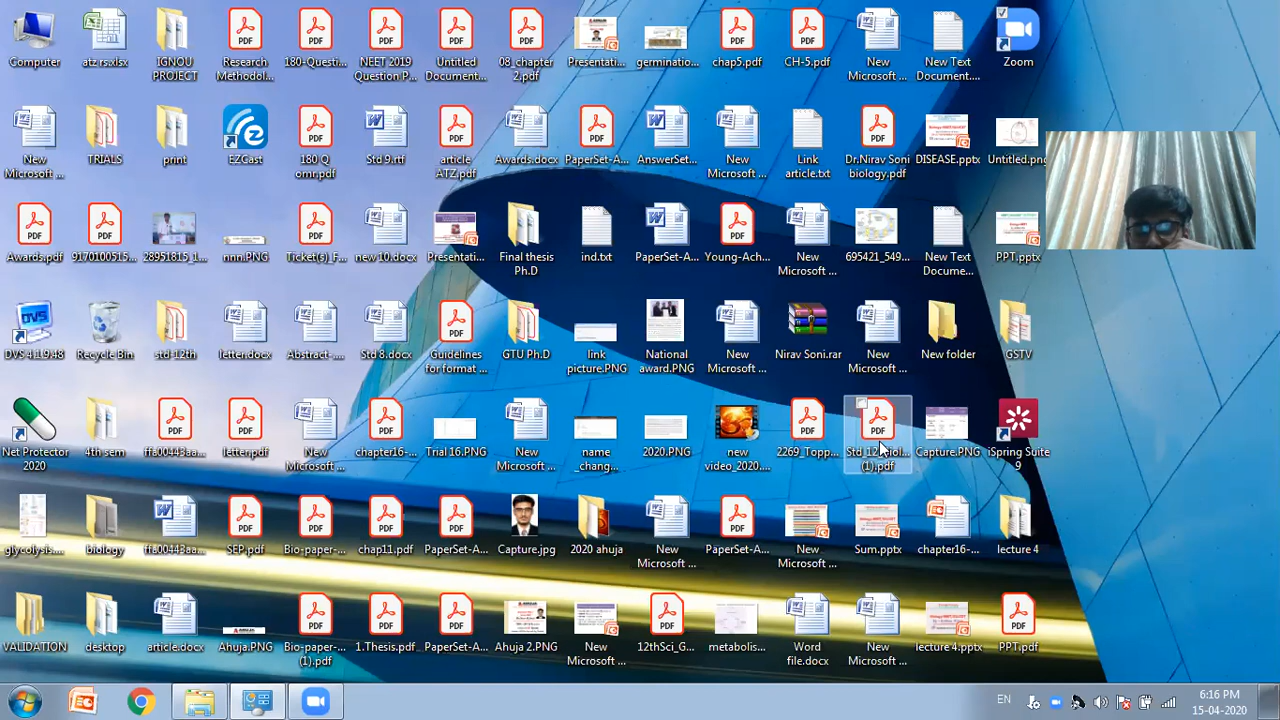 Computer
atz rs.xlsx
IGNOU
PROJECT
Research
Methodol...
180-Questi...
NEET 2019
Question P...
Untitled
Document...
08_chapter
2.pdf
Presentati...
germinatio...
chap5.pdf
CH-5.pdf
New
Microsoft ...
New Text
Document....
Zoom
New
Microsoft ...
TRIALS
print
EZCast
180 Q
omr.pdf
Std 9.rtf
article
ATZ.pdf
Awards.docx
PaperSet-A...
AnswerSet...
New
Microsoft ...
Link
article.txt
Dr.Nirav Soni
biology.pdf
DISEASE.pptx
Untitled.png
Awards.pdf
9170100515...
28951815_1...
nnn.PNG
Ticket(s)_F...
new 10.docx
Presentati...
Final thesis
Ph.D
ind.txt
PaperSet-A...
Young-Ach...
New
Microsoft ...
695421_549...
New Text
Docume...
PPT.pptx
Recycle Bin
std 12th
letter.docx
Abstract-...
Std 8.docx
Guidelines
for format ...
GTU Ph.D
link
picture.PNG
National
award.PNG
New
Microsoft ...
Nirav Soni.rar
New
Microsoft ...
New folder
GSTV
Net Protector
2020
4th sem
letter.pdf
New
Microsoft ...
chapter16-...
Trial 16.PNG
New
Microsoft ...
name
_chang...
2020.PNG
new
video_2020....
2269_Topp...
(1).pdf
Capture.PNG
iSpring Suite
9
glycolysis....
biology
SEP.pdf
Bio-paper-...
chap11.pdf
PaperSet-A...
Capture.jpg
2020 ahuja
New
Microsoft ...
PaperSet-A...
New
Microsoft ...
Sum.pptx
chapter16-...
lecture 4
VALIDATION
desktop
article.docx
Ahuja.PNG
Bio-paper-...
(1).pdf
1.Thesis.pdf
PaperSet-A...
Ahuja 2.PNG
New
Microsoft ...
12thSci_G...
metabolis...
Word
file.docx
New
Microsoft ...
lecture 4.pptx
PPT.pdf
EN
6:16 PM
15-04-2020